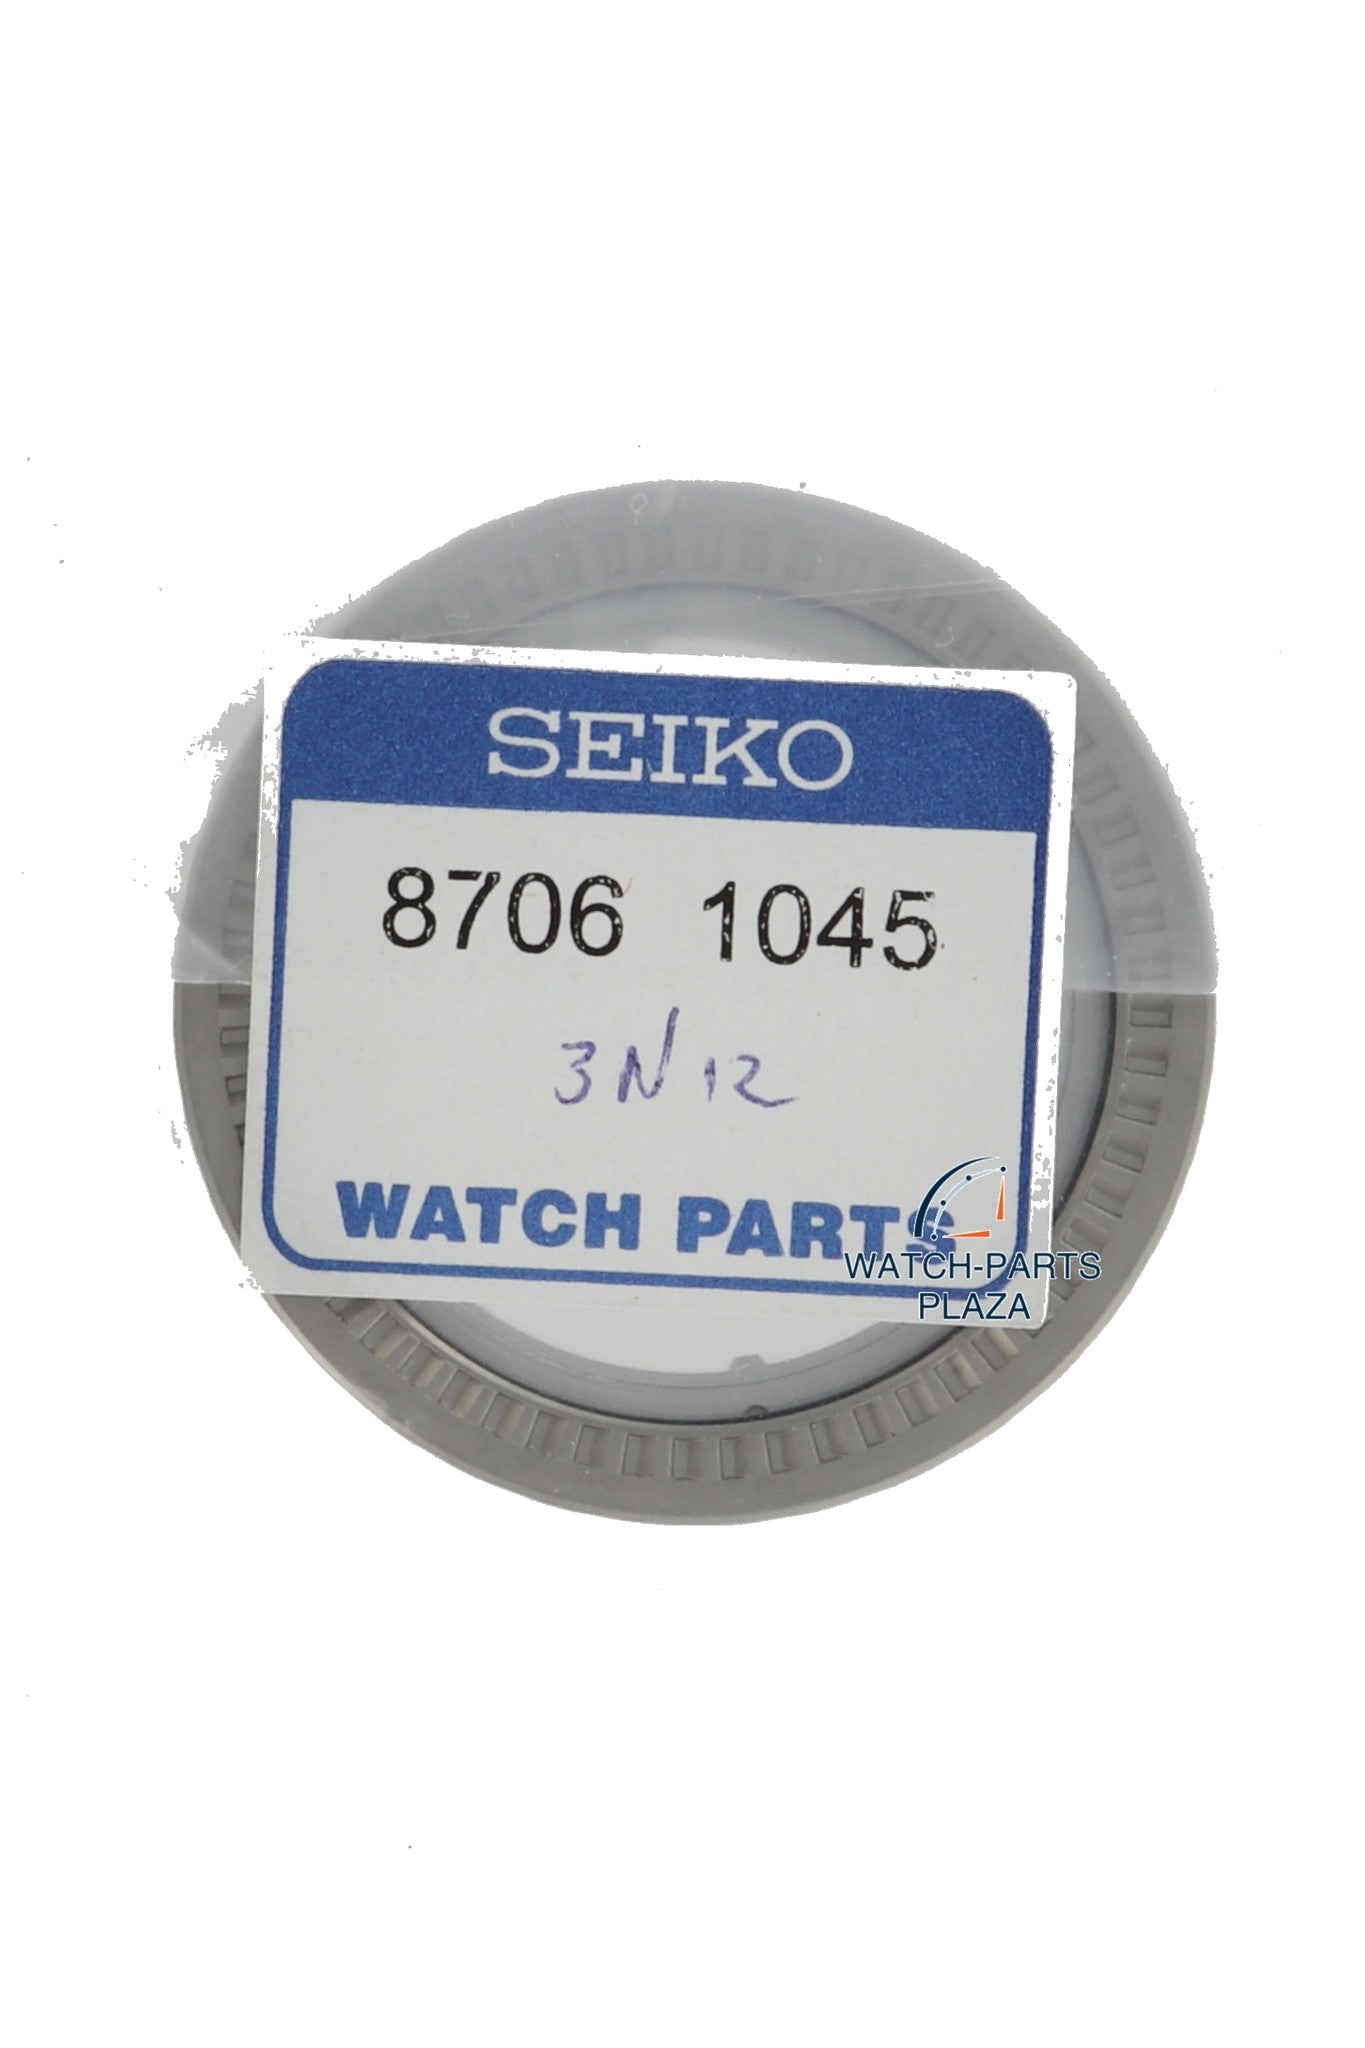 SEIKO
8706 1045
3N12
WATCH PARTS
WATCH-PARTS
PLAZA